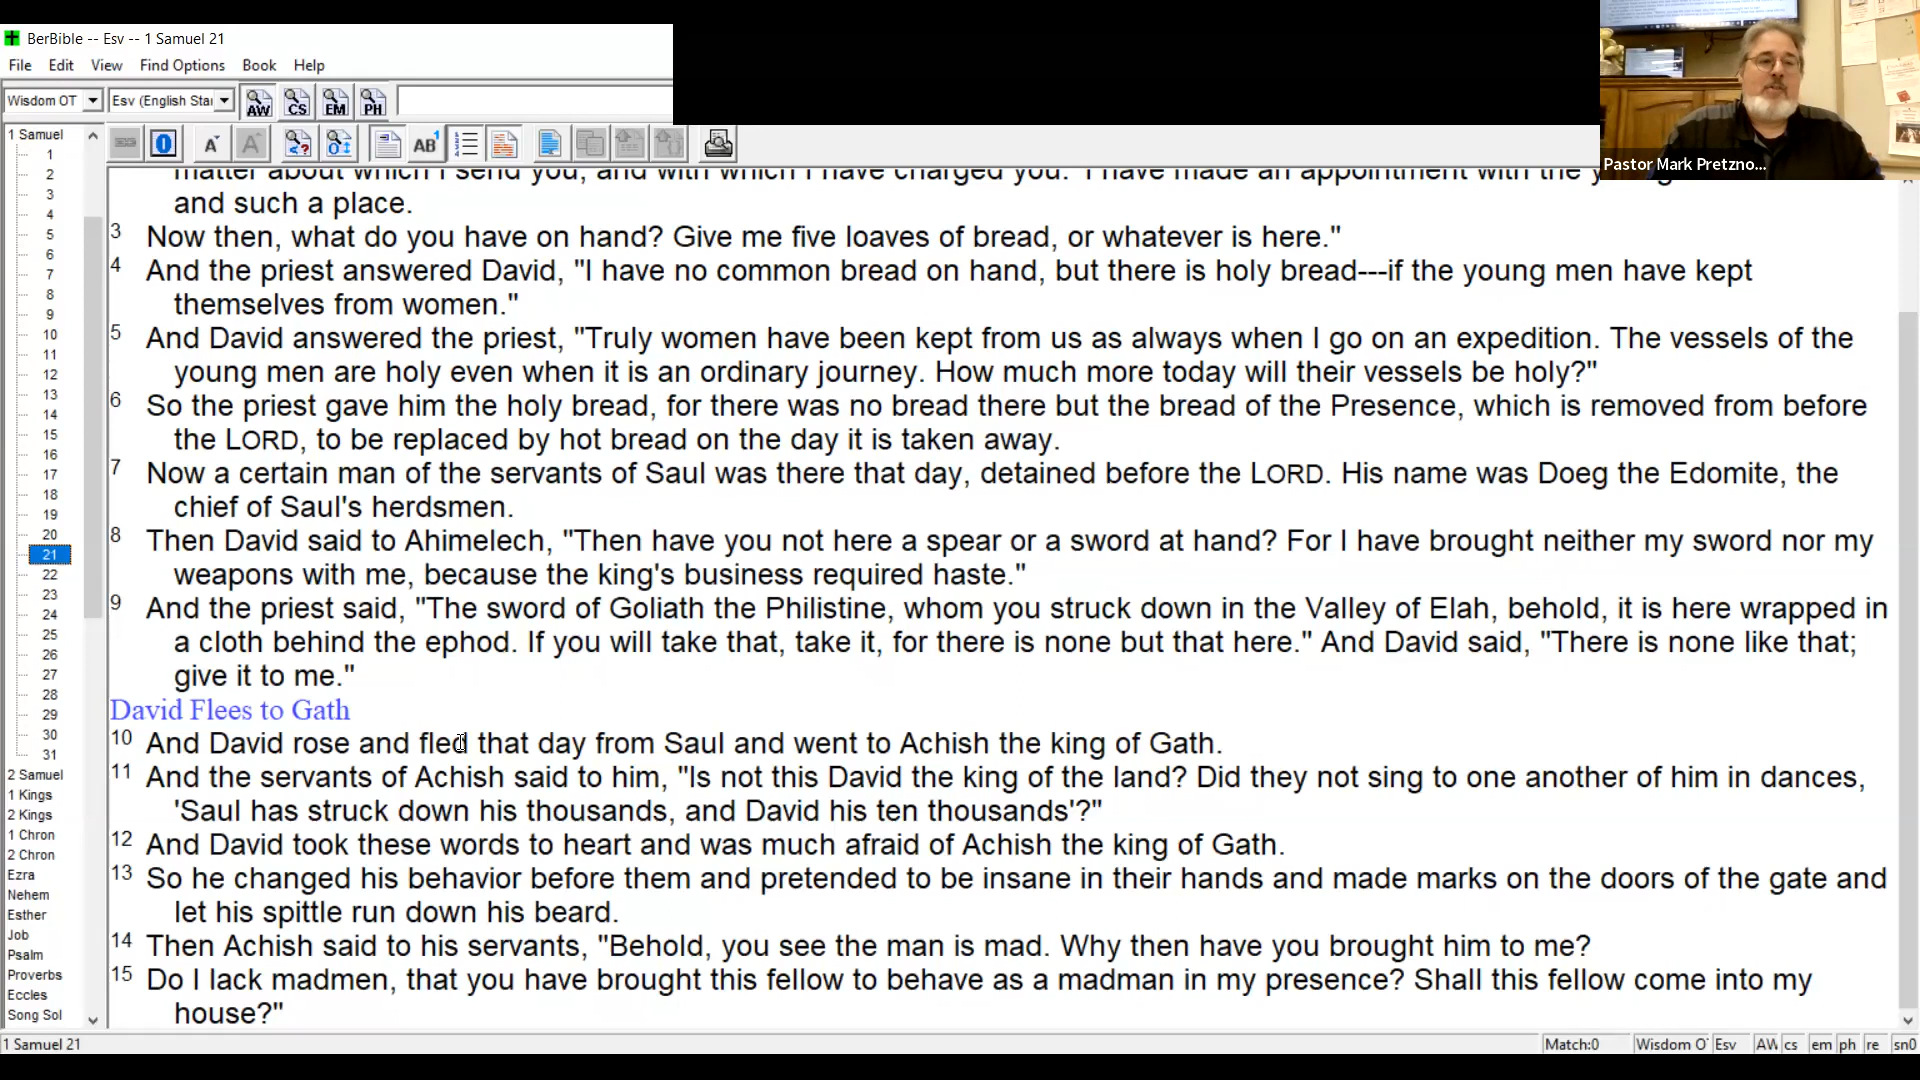 BerBible -- Esv -- 1 Samuel 21
File Edit View Find Options Book Help
Wisdom OT Esv (English Star AW CS EM PH
AB
Pastor Mark Pretzno...
1 Samuel
1
2
3
4
5
6
7
8
9
10
11
12
13
14
15
16
17
18
19
20
21
22
23
24
25
26
27
28
29
30
31
2 Samuel
1 Kings
2 Kings
1 Chron
2 Chron
Ezra
Nehem
Esther
Job
Psalm
Proverbs
Eccles
Song Sol
matter about which I send you, and with which I have charged you.' I have made an appointment with the
and such a place.
3 Now then, what do you have on hand? Give me five loaves of bread, or whatever is here."
4 And the priest answered David, "I have no common bread on hand, but there is holy bread---if the young men have kept
themselves from women."
5 And David answered the priest, "Truly women have been kept from us as always when I go on an expedition. The vessels of the
young men are holy even when it is an ordinary journey. How much more today will their vessels be holy?"
6 So the priest gave him the holy bread, for there was no bread there but the bread of the Presence, which is removed from before
the LORD, to be replaced by hot bread on the day it is taken away.
7 Now a certain man of the servants of Saul was there that day, detained before the LORD. His name was Doeg the Edomite, the
chief of Saul's herdsmen.
8 Then David said to Ahimelech, "Then have you not here a spear or a sword at hand? For I have brought neither my sword nor my
weapons with me, because the king's business required haste."
9 And the priest said, "The sword of Goliath the Philistine, whom you struck down in the Valley of Elah, behold, it is here wrapped in
a cloth behind the ephod. If you will take that, take it, for there is none but that here." And David said, "There is none like that;
give it to me."
David Flees to Gath
10 And David rose and fled that day from Saul and went to Achish the king of Gath.
11 And the servants of Achish said to him, "Is not this David the king of the land? Did they not sing to one another of him in dances,
'Saul has struck down his thousands, and David his ten thousands'?"
12 And David took these words to heart and was much afraid of Achish the king of Gath.
13 So he changed his behavior before them and pretended to be insane in their hands and made marks on the doors of the gate and
let his spittle run down his beard.
14 Then Achish said to his servants, "Behold, you see the man is mad. Why then have you brought him to me?
15 Do I lack madmen, that you have brought this fellow to behave as a madman in my presence? Shall this fellow come into my
house?"
1 Samuel 21 Match:0 Wisdom O Esv AW cs em ph re sn0